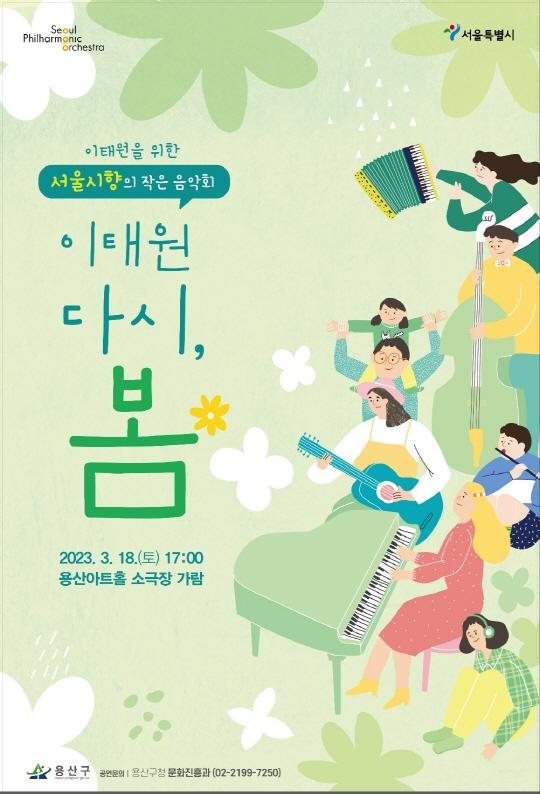 Seoul
Philharmonic
Orchestra
서울특별시
이태원을 위한
서울시향의 작은 음악회
이태원
다시,
봄
2023. 3. 18.(토) 17:00
용산아트홀 소극장 가람
용산구
공연문의 | 용산구청 문화진흥과 (02-2199-7250)